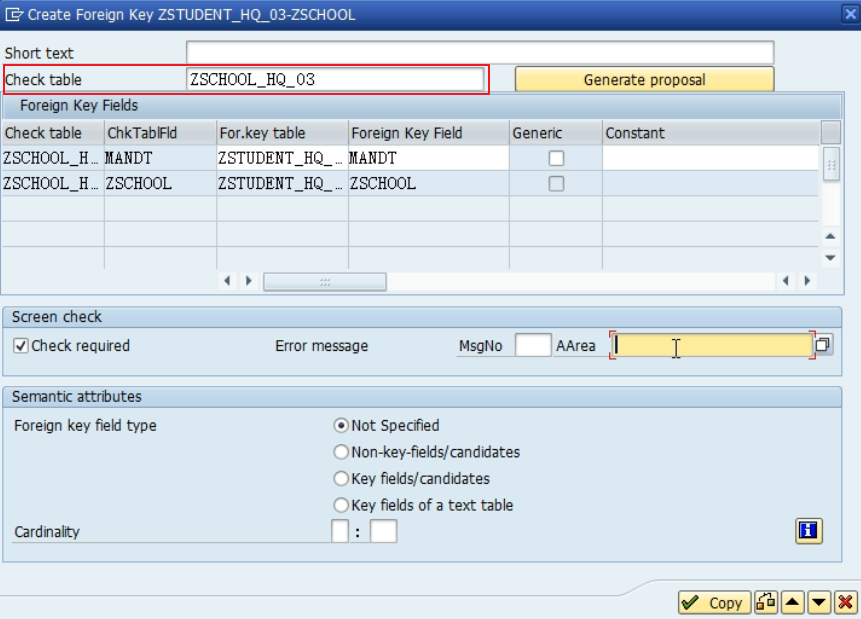 Create Foreign Key ZSTUDENT_HQ_03-ZSCHOOL
Short text
Check table ZSCHOOL_HQ_03 Generate proposal
Foreign Key Fields
Check table ChkTablFld For.key table Foreign Key Field Generic Constant
ZSCHOOL_H… MANDT ZSTUDENT_HQ_… MANDT
ZSCHOOL_H… ZSCHOOL ZSTUDENT_HQ_… ZSCHOOL
Screen check
Check required Error message MsgNo AArea
Semantic attributes
Foreign key field type Not Specified
Non-key-fields/candidates
Key fields/candidates
Key fields of a text table
Cardinality :
Copy